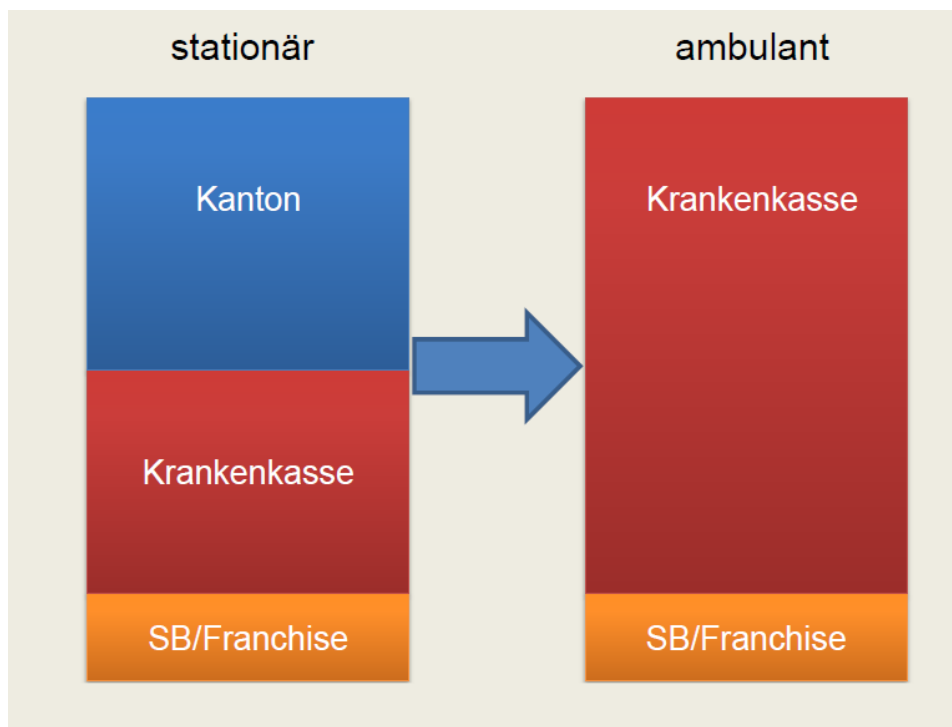 stationär
ambulant
Kanton
Krankenkasse
Krankenkasse
SB/Franchise
SB/Franchise